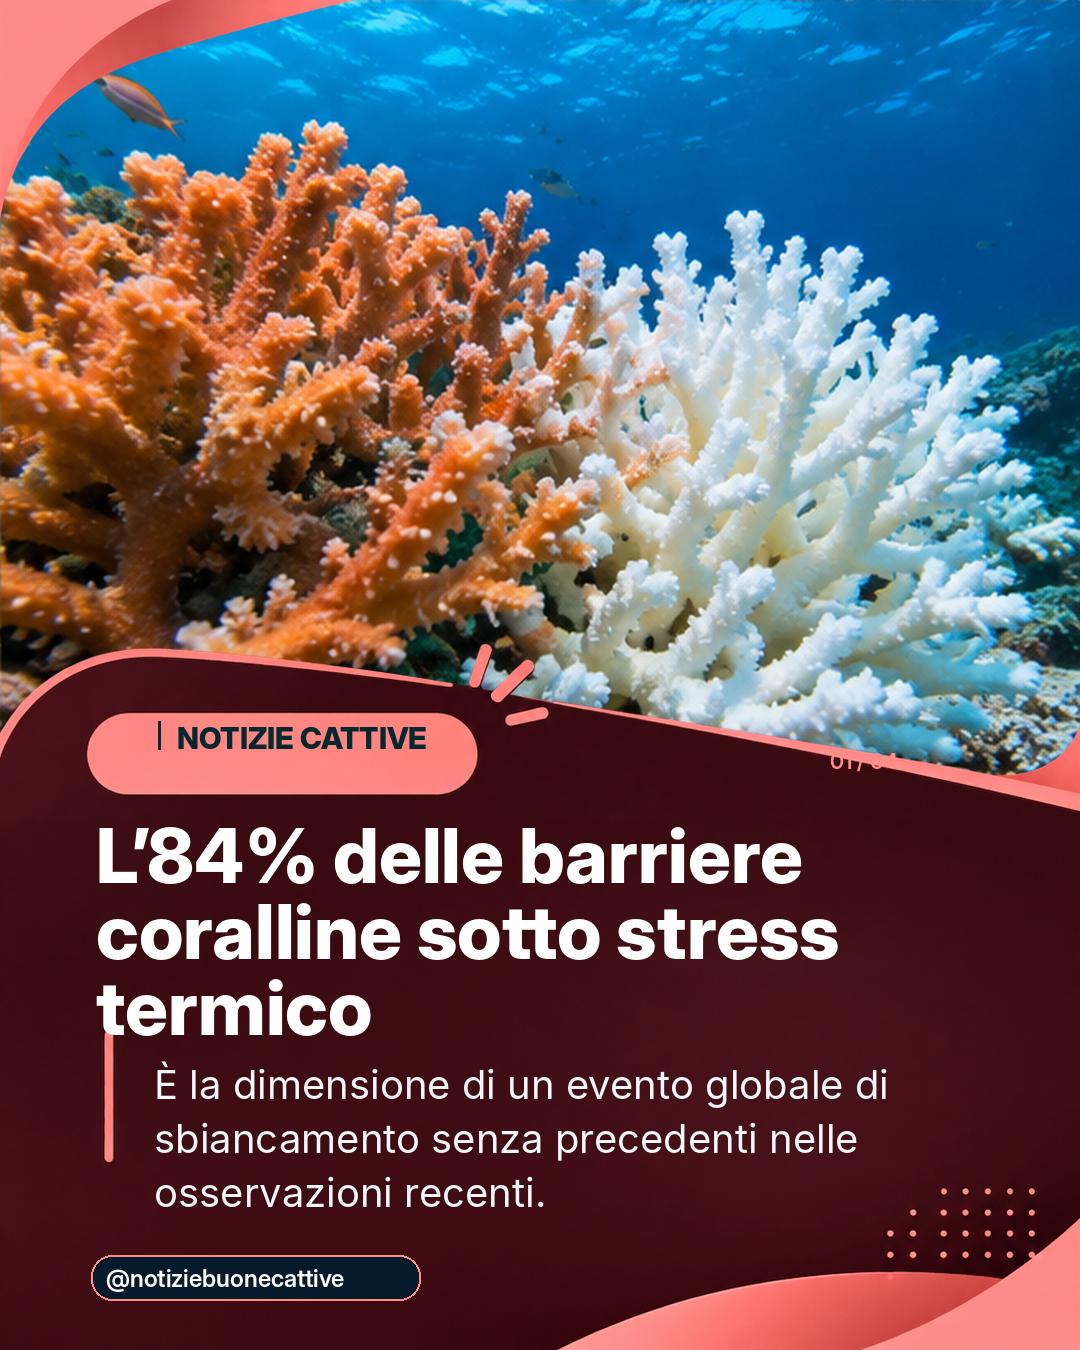 NOTIZIE CATTIVE
L'84% delle barriere
coralline sotto stress
termico
È la dimensione di un evento globale di
sbiancamento senza precedenti nelle
osservazioni recenti.
@notiziebuonecattive